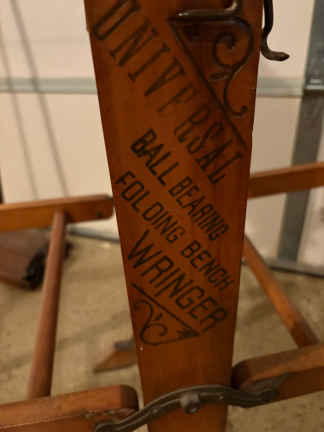 UNIVERSAL
BALL BEARING
FOLDING BENCH
WRINGER